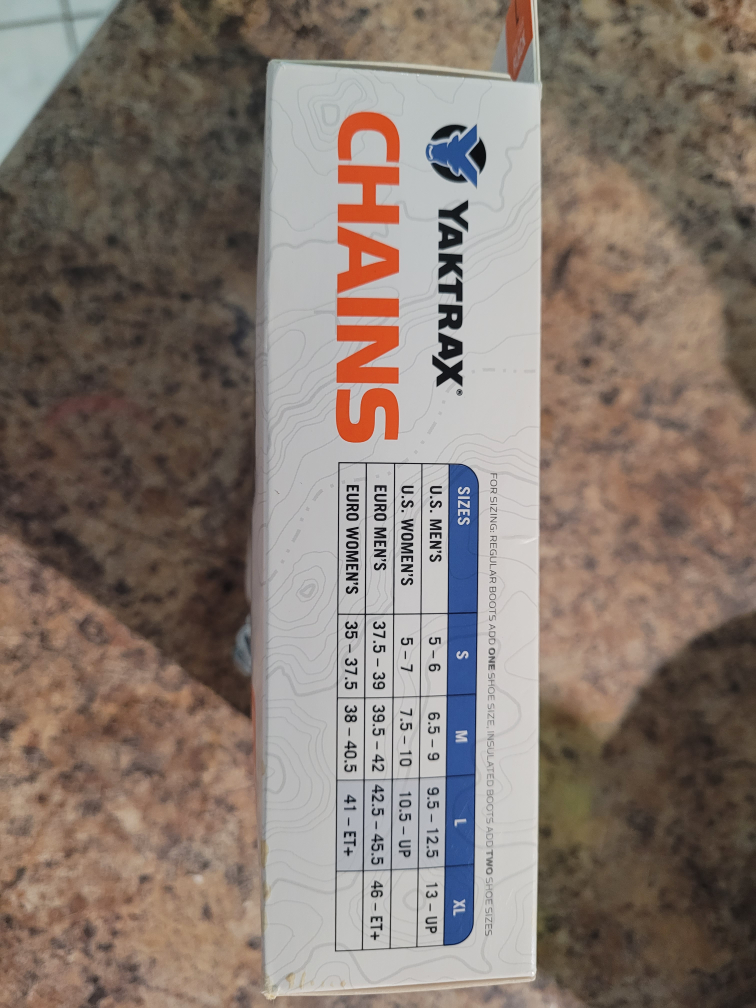 YAKTRAX®
CHAINS
FOR SIZING: REGULAR BOOTS ADD ONE SHOE SIZE, INSULATED BOOTS ADD TWO SHOE SIZES
SIZES S M L XL
U.S. MEN'S 5 – 6 6.5 – 9 9.5 – 12.5 13 – UP
U.S. WOMEN'S 5 – 7 7.5 – 10 10.5 – UP
EURO MEN'S 37.5 – 39 39.5 – 42 42.5 – 45.5 46 – ET+
EURO WOMEN'S 35 – 37.5 38 – 40.5 41 – ET+